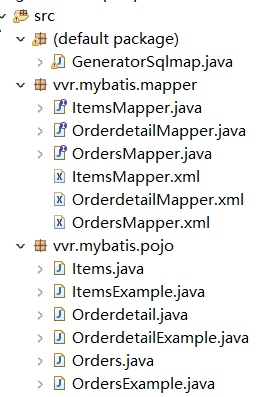 src
(default package)
GeneratorSqlmap.java
vvr.mybatis.mapper
ItemsMapper.java
OrderdetailMapper.java
OrdersMapper.java
ItemsMapper.xml
OrderdetailMapper.xml
OrdersMapper.xml
vvr.mybatis.pojo
Items.java
ItemsExample.java
Orderdetail.java
OrderdetailExample.java
Orders.java
OrdersExample.java